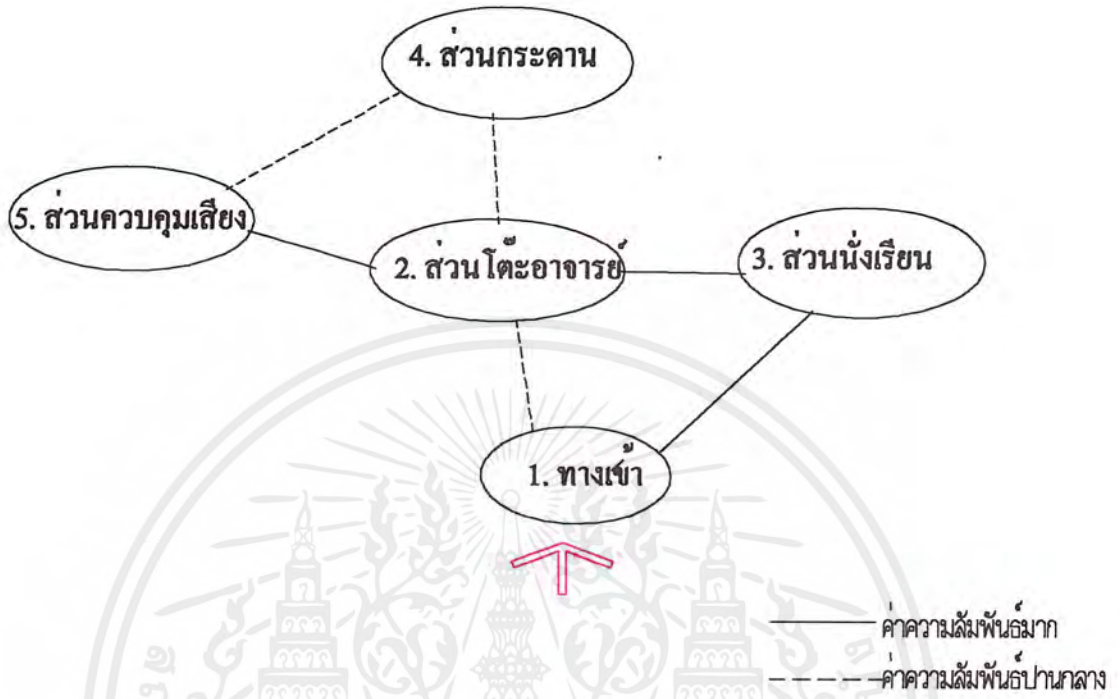 4. ส่วนกระดาน
5. ส่วนควบคุมเสียง
2. ส่วนโต๊ะอาจารย์
3. ส่วนนั่งเรียน
1. ทางเข้า
ค่าความสัมพันธ์มาก
ค่าความสัมพันธ์ปานกลาง